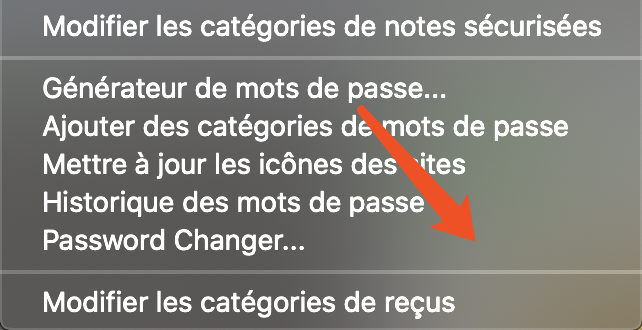 Modifier les catégories de notes sécurisées
Générateur de mots de passe...
Ajouter des catégories de mots de passe
Mettre à jour les icônes des sites
Historique des mots de passe
Password Changer...
Modifier les catégories de reçus